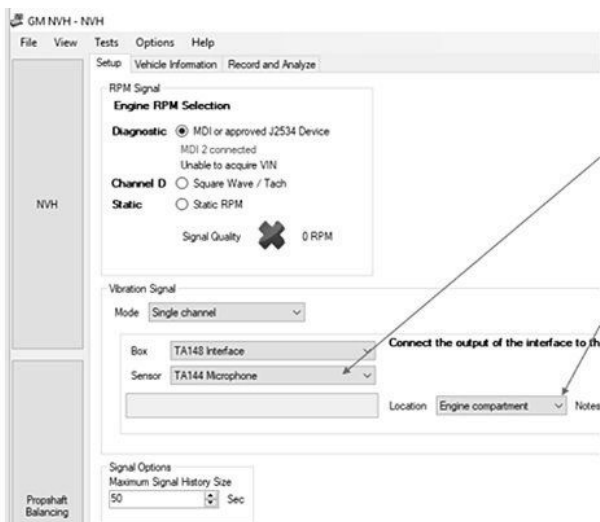 GM NVH - NVH
File View Tests Options Help
Setup Vehicle Information Record and Analyze
RPM Signal
Engine RPM Selection
Diagnostic MDI or approved J2534 Device
MDI 2 connected
Unable to acquire VIN
Channel D Square Wave / Tach
Static Static RPM
Signal Quality 0 RPM
NVH
Vibration Signal
Mode Single channel
Box TA148 Interface
Connect the output of the interface to th
Sensor TA144 Microphone
Location Engine compartment Notes
Signal Options
Maximum Signal History Size
50 Sec
Propshaft
Balancing